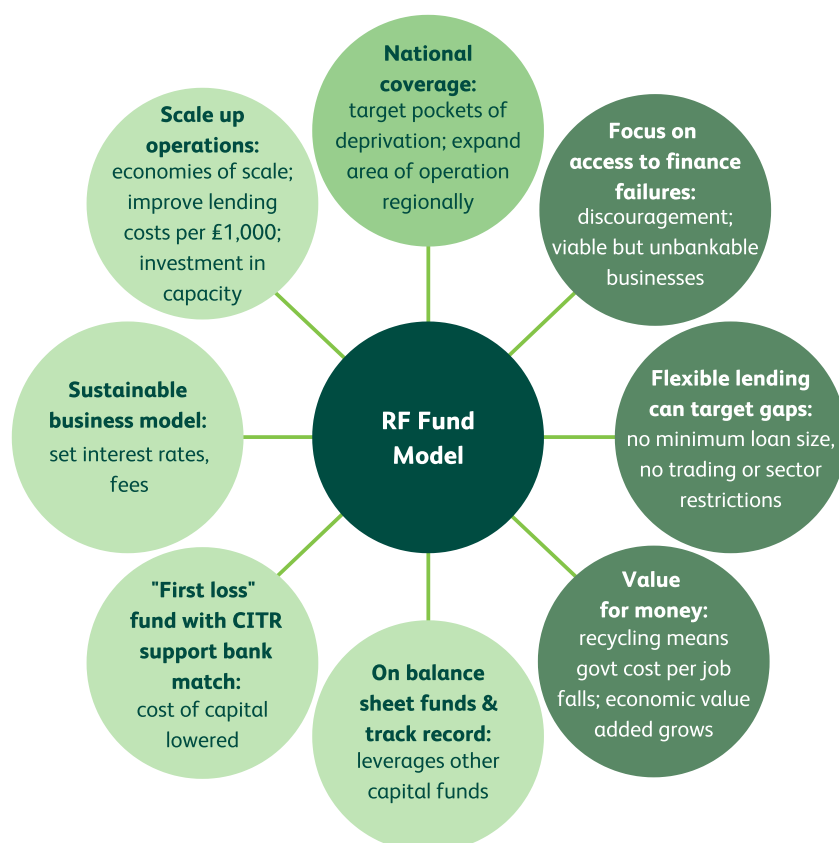 National
coverage:
target pockets of
deprivation; expand
area of operation
regionally
Focus on
access to finance
failures:
discouragement;
viable but unbankable
businesses
Flexible lending
can target gaps:
no minimum loan size,
no trading or sector
restrictions
Value
for money:
recycling means
govt cost per job
falls; economic value
added grows
On balance
sheet funds &
track record:
leverages other
capital funds
"First loss"
fund with CITR
support bank
match:
cost of capital
lowered
Sustainable
business model:
set interest rates,
fees
Scale up
operations:
economies of scale;
improve lending
costs per £1,000;
investment in
capacity
RF Fund
Model